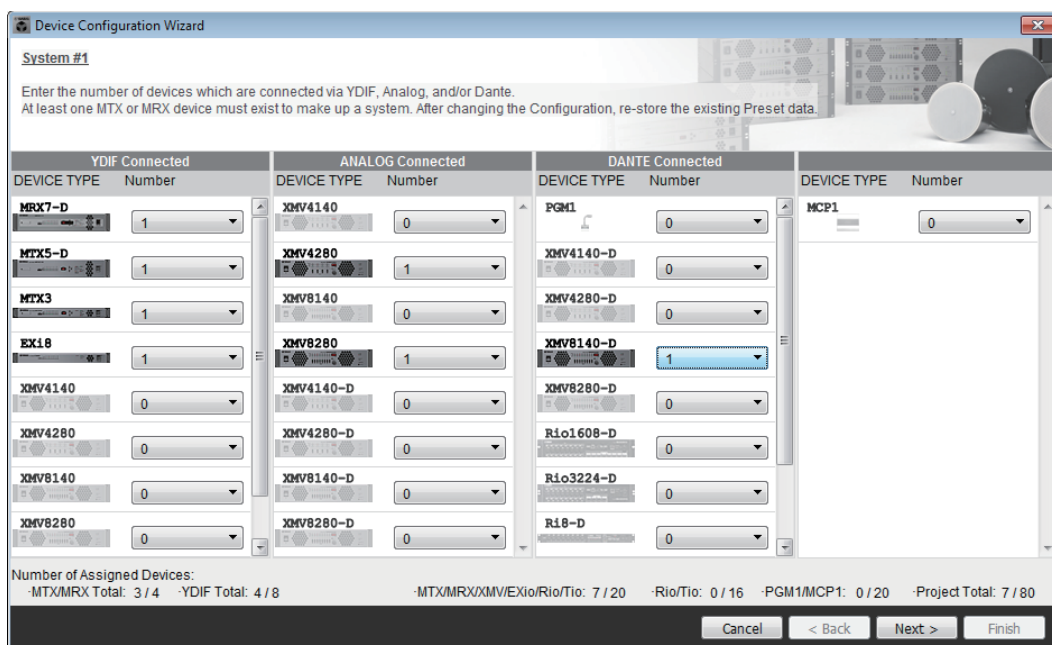 Device Configuration Wizard
System #1
Enter the number of devices which are connected via YDIF, Analog, and/or Dante.
At least one MTX or MRX device must exist to make up a system. After changing the Configuration, re-store the existing Preset data.
YDIF Connected
DEVICE TYPE Number
MRX7-D 1
MTX5-D 1
MTX3 1
EXi8 1
XMV4140 0
XMV4280 0
XMV8140 0
XMV8280 0
ANALOG Connected
DEVICE TYPE Number
XMV4140 0
XMV4280 1
XMV8140 0
XMV8280 1
XMV4140-D 0
XMV4280-D 0
XMV8140-D 0
XMV8280-D 0
DANTE Connected
DEVICE TYPE Number
PGM1 0
XMV4140-D 0
XMV4280-D 0
XMV8140-D 1
XMV8280-D 0
Rio1608-D 0
Rio3224-D 0
Ri8-D 0
DEVICE TYPE Number
MCP1 0
Number of Assigned Devices:
·MTX/MRX Total: 3 / 4 ·YDIF Total: 4 / 8 ·MTX/MRX/XMV/EXio/Rio/Tio: 7 / 20 ·Rio/Tio: 0 / 16 ·PGM1/MCP1: 0 / 20 ·Project Total: 7 / 80
Cancel < Back Next > Finish